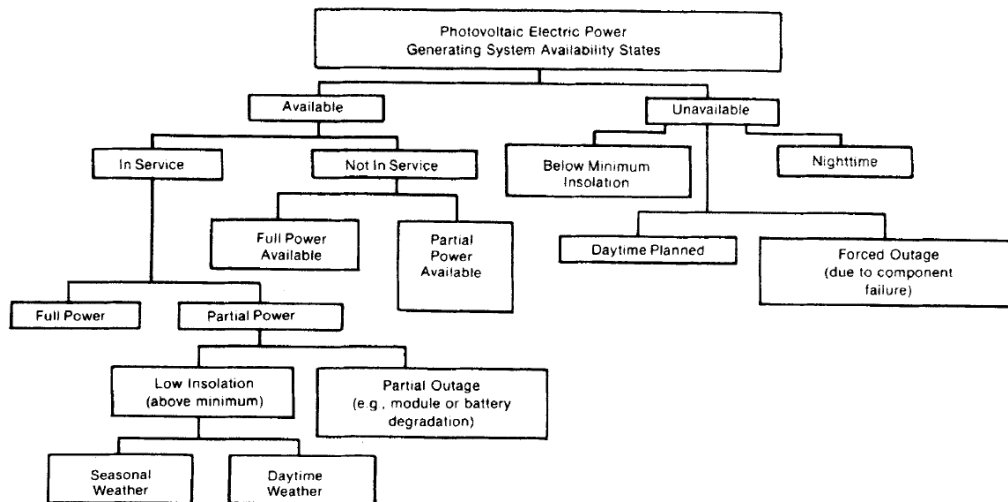 Photovoltaic Electric Power
Generating System Availability States
Available
Unavailable
In Service
Not In Service
Below Minimum
Insolation
Nighttime
Full Power
Available
Partial
Power
Available
Daytime Planned
Forced Outage
(due to component
failure)
Full Power
Partial Power
Low Insolation
(above minimum)
Partial Outage
(e.g., module or battery
degradation)
Seasonal
Weather
Daytime
Weather